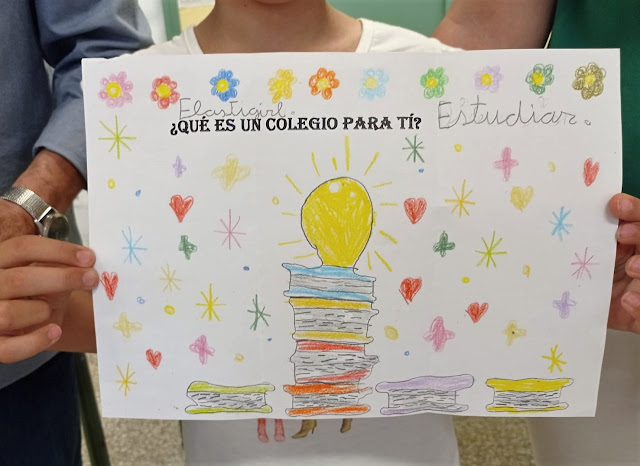 Elastigirl.
¿QUÉ ES UN COLEGIO PARA TÍ?
Estudiar.